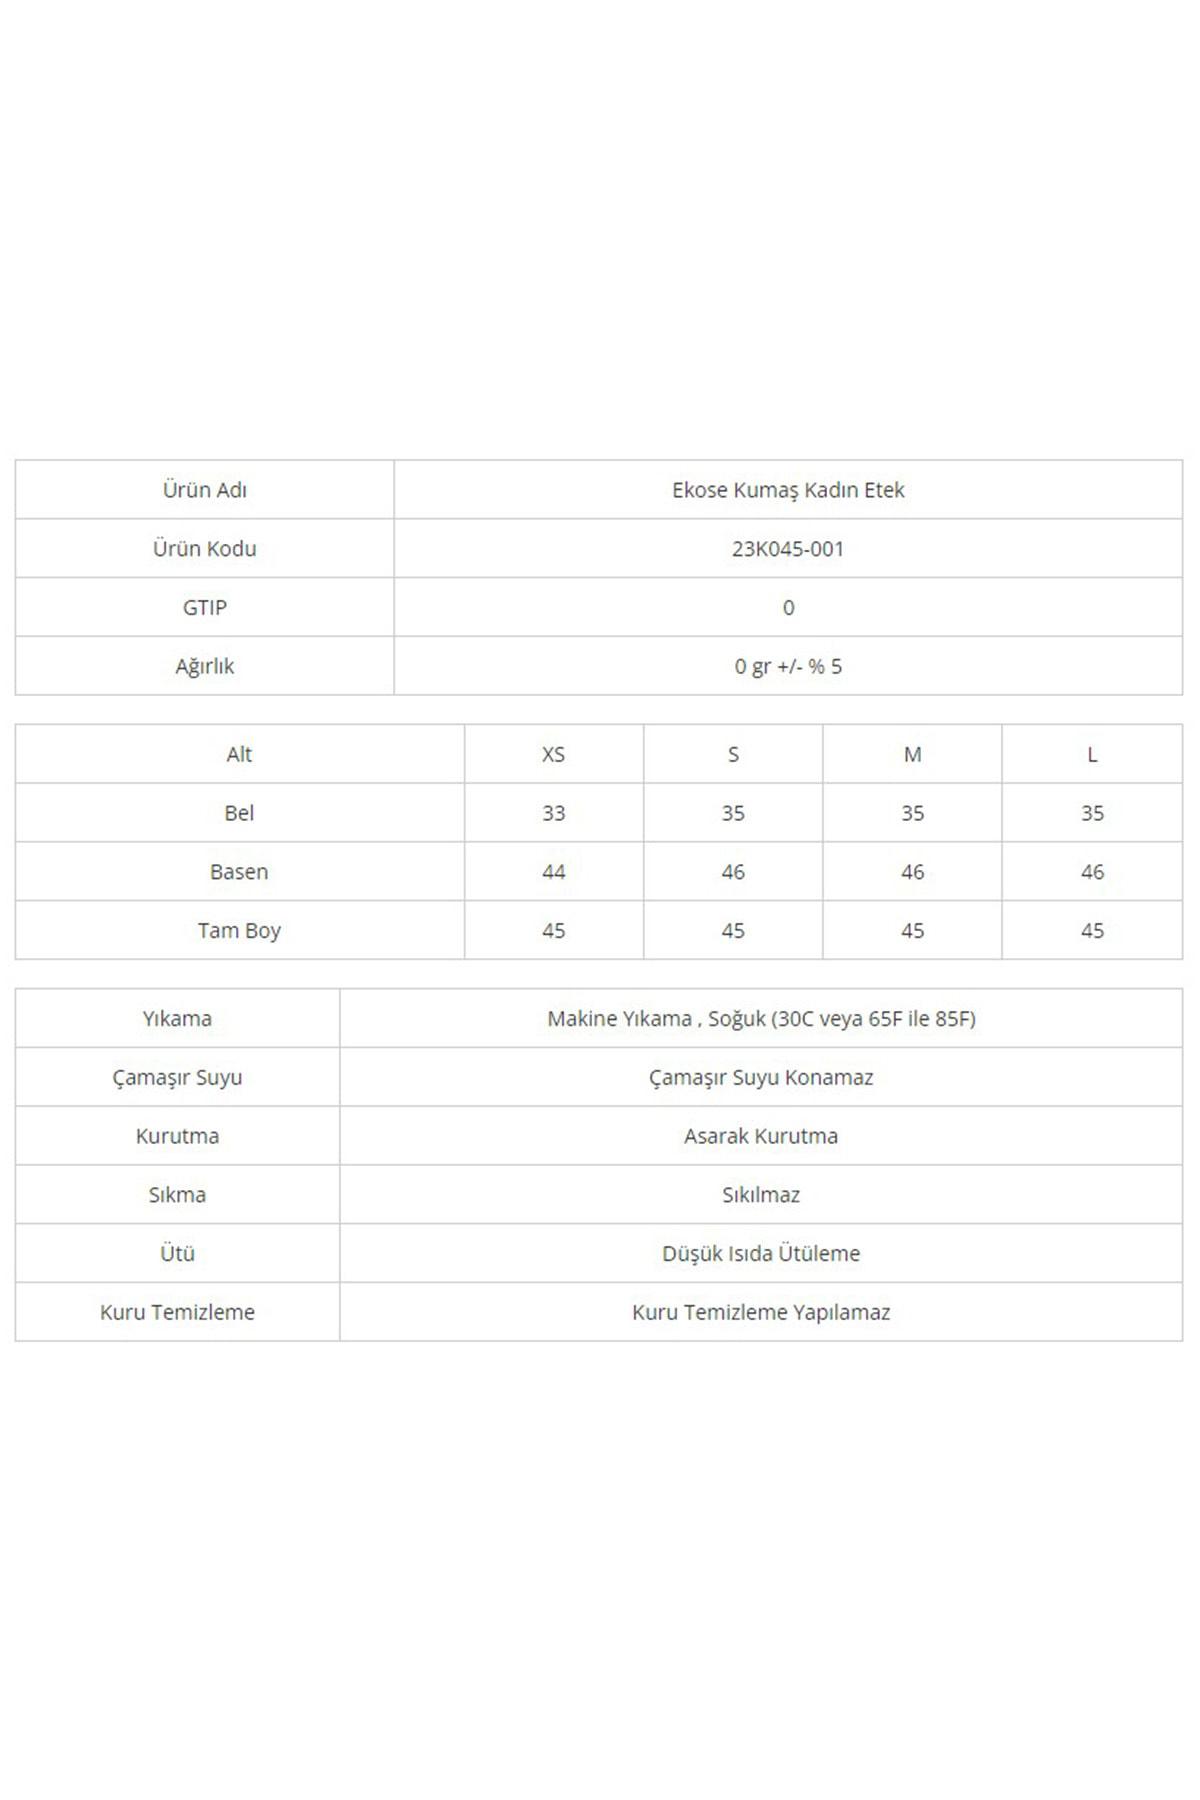 Ürün Adı Ekose Kumaş Kadın Etek
Ürün Kodu 23K045-001
GTIP 0
Ağırlık 0 gr +/- % 5
Alt XS S M L
Bel 33 35 35 35
Basen 44 46 46 46
Tam Boy 45 45 45 45
Yıkama Makine Yıkama , Soğuk (30C veya 65F ile 85F)
Çamaşır Suyu Çamaşır Suyu Konamaz
Kurutma Asarak Kurutma
Sıkma Sıkılmaz
Ütü Düşük Isıda Ütüleme
Kuru Temizleme Kuru Temizleme Yapılamaz